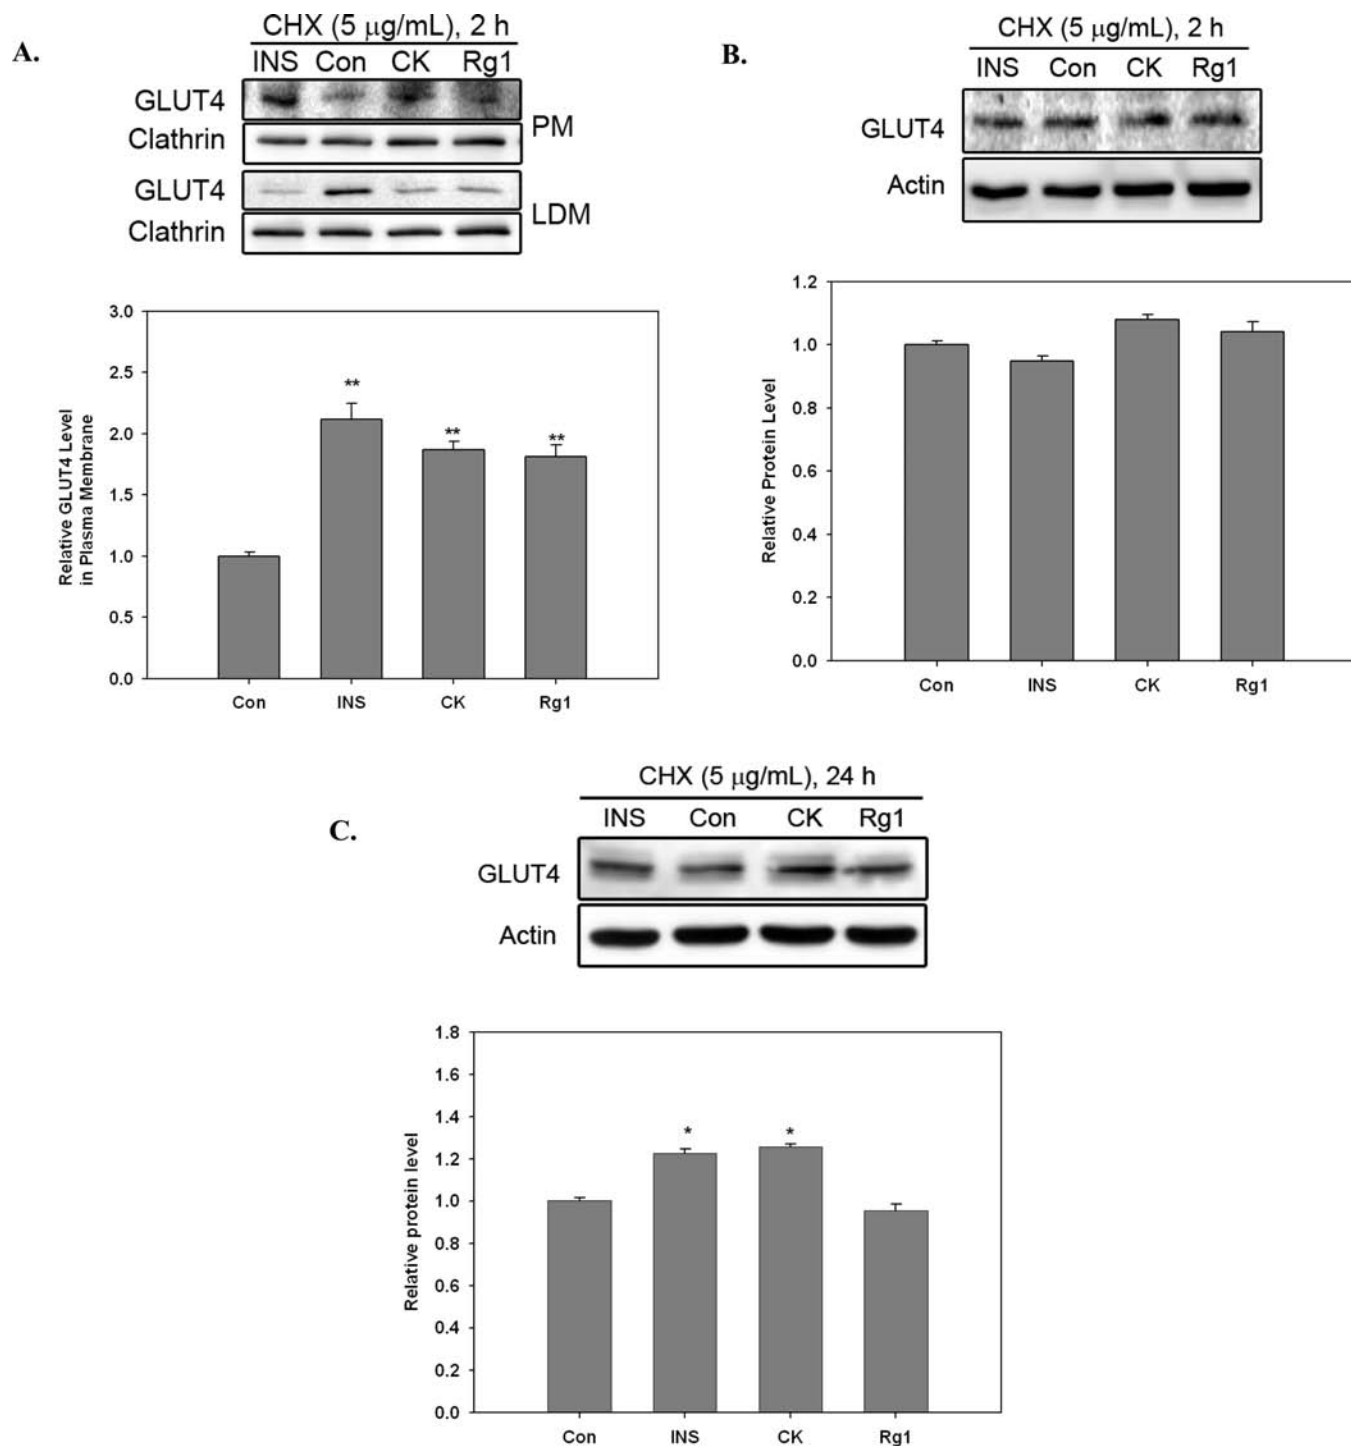 A.
CHX (5 μg/mL), 2 h
INS Con CK Rg1
GLUT4
Clathrin
PM
GLUT4
Clathrin
LDM
3.0
2.5
2.0
1.5
1.0
0.5
0.0
Relative GLUT4 Level
in Plasma Membrane
** ** **
Con INS CK Rg1
B.
CHX (5 μg/mL), 2 h
INS Con CK Rg1
GLUT4
Actin
1.2
1.0
0.8
0.6
0.4
0.2
0.0
Relative Protein Level
Con INS CK Rg1
C.
CHX (5 μg/mL), 24 h
INS Con CK Rg1
GLUT4
Actin
1.8
1.6
1.4
1.2
1.0
0.8
0.6
0.4
0.2
0.0
Relative protein level
* *
Con INS CK Rg1